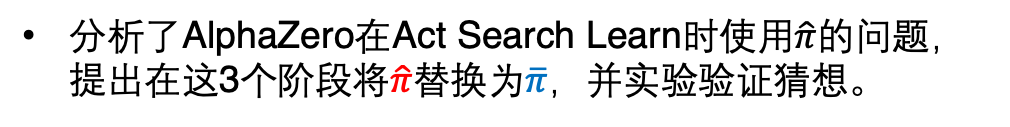 • 分析了AlphaZero在Act Search Learn时使用π̂的问题，
提出在这3个阶段将π̂替换为π̄，并实验验证猜想。